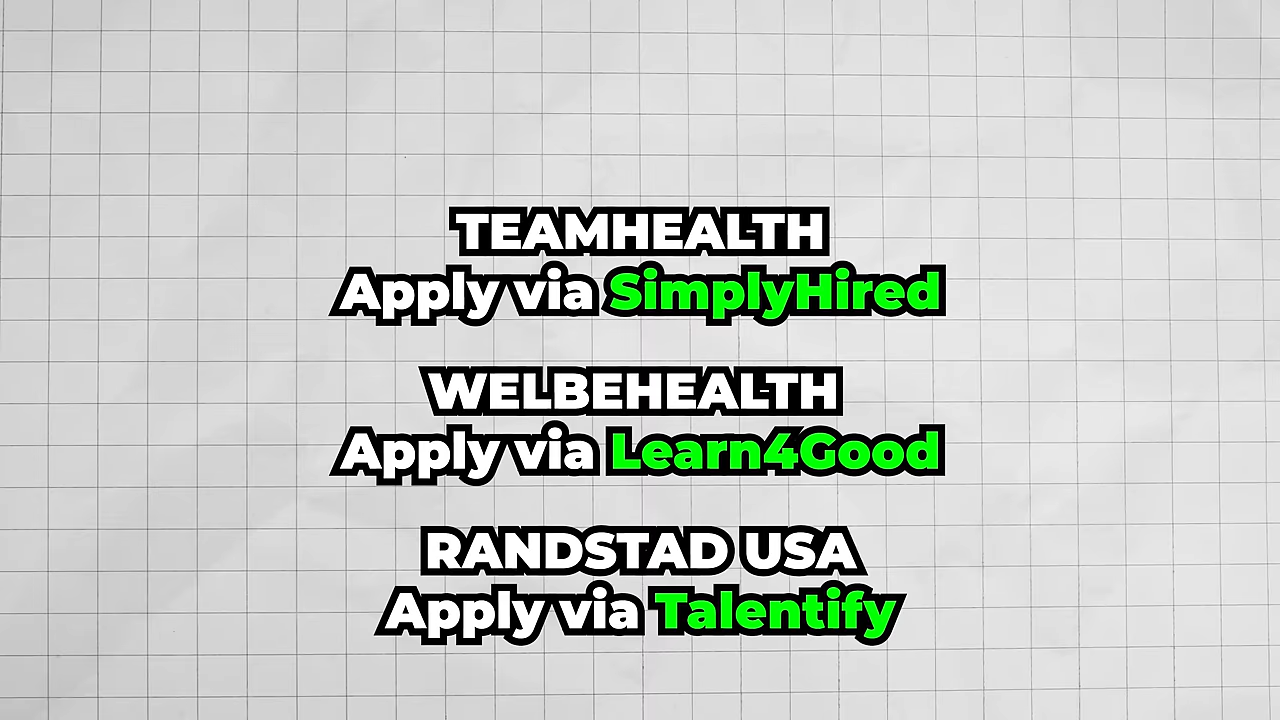 TEAMHEALTH
Apply via SimplyHired
WELBEHEALTH
Apply via Learn4Good
RANDSTAD USA
Apply via Talentify